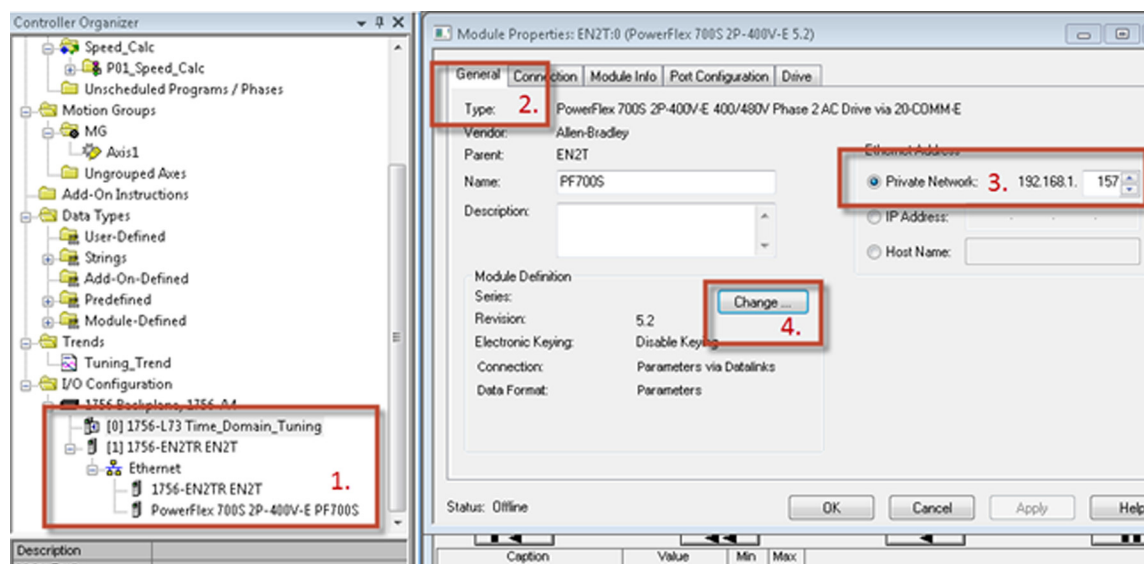 Controller Organizer
Speed_Calc
P01_Speed_Calc
Unscheduled Programs / Phases
Motion Groups
MG
Axis1
Ungrouped Axes
Add-On Instructions
Data Types
User-Defined
Strings
Add-On-Defined
Predefined
Module-Defined
Trends
Tuning_Trend
I/O Configuration
1756 Backplane, 1756-A4
[0] 1756-L73 Time_Domain_Tuning
[1] 1756-EN2TR EN2T
Ethernet
1.
1756-EN2TR EN2T
PowerFlex 700S 2P-400V-E PF700S
Description
Module Properties: EN2T:0 (PowerFlex 700S 2P-400V-E 5.2)
General Connection Module Info Port Configuration Drive
2.
Type: PowerFlex 700S 2P-400V-E 400/480V Phase 2 AC Drive via 20-COMM-E
Vendor: Allen-Bradley
Parent: EN2T
Name: PF700S
Description:
Ethernet Address
Private Network: 3. 192.168.1. 157
IP Address: . . .
Host Name:
Module Definition
Series:
Change ...
4.
Revision: 5.2
Electronic Keying: Disable Keying
Connection: Parameters via Datalinks
Data Format: Parameters
Status: Offline
OK Cancel Apply Help
Caption Value Min Max